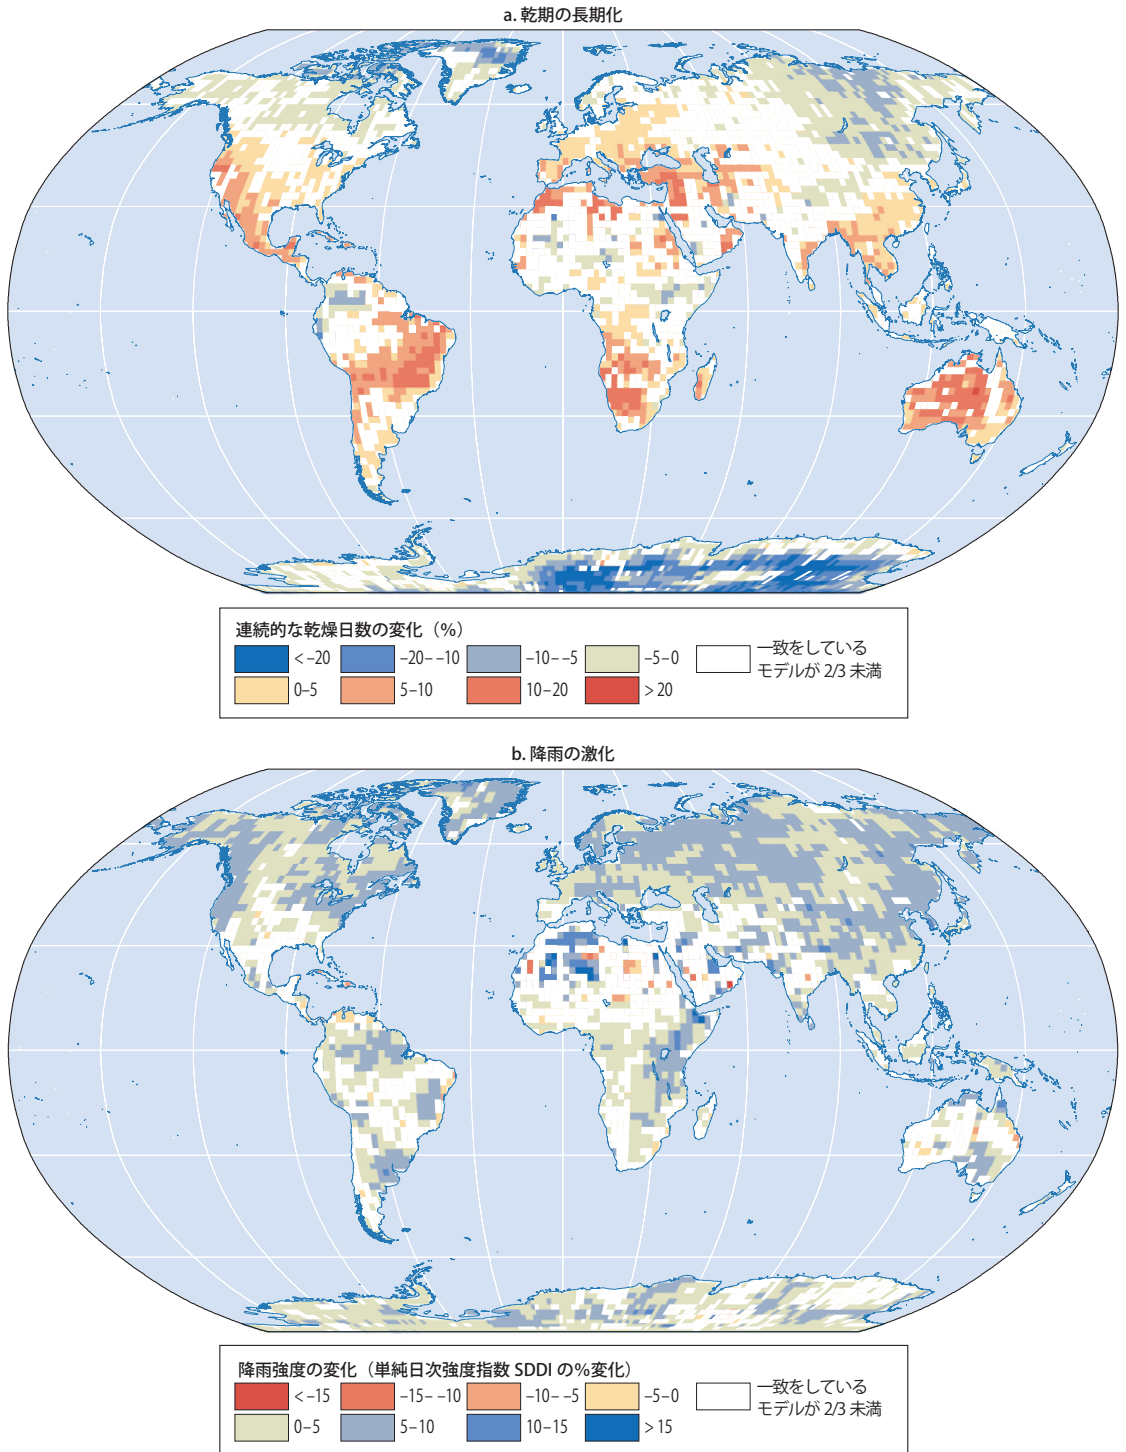 a. 乾期の長期化
連続的な乾燥日数の変化（%）
< –20
–20– –10
–10– –5
–5–0
一致をしている
モデルが 2/3 未満
0–5
5–10
10–20
> 20
b. 降雨の激化
降雨強度の変化（単純日次強度指数 SDDI の%変化）
< –15
–15– –10
–10– –5
–5–0
一致をしている
モデルが 2/3 未満
0–5
5–10
10–15
> 15